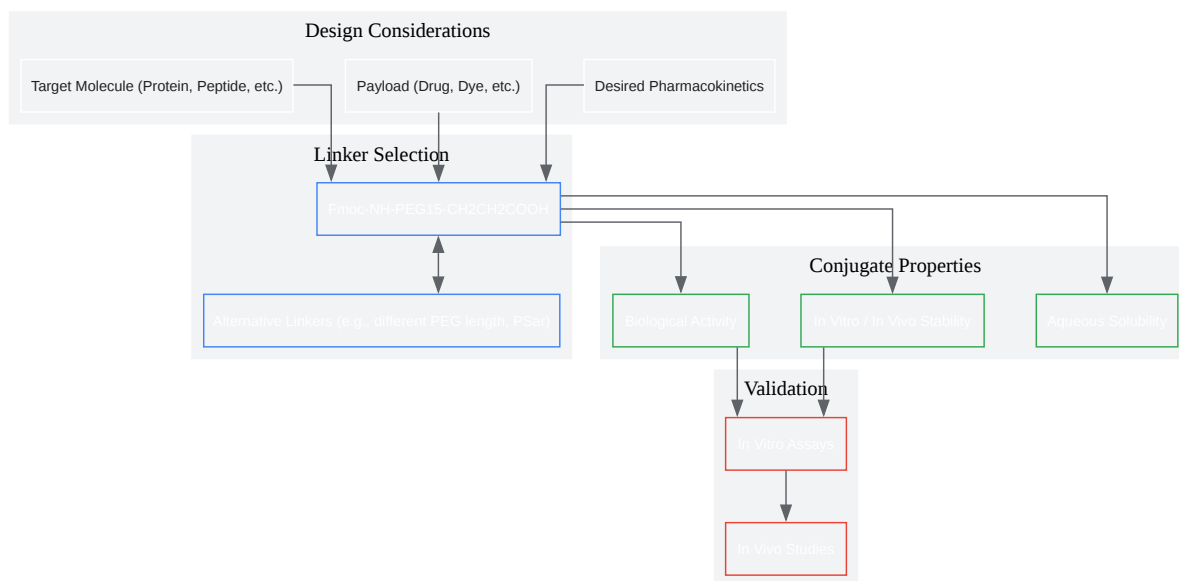 Design Considerations
Target Molecule (Protein, Peptide, etc.)
Payload (Drug, Dye, etc.)
Desired Pharmacokinetics
Linker Selection
Fmoc-NH-PEG15-CH2CH2COOH
Alternative Linkers (e.g., different PEG length, PSar)
Conjugate Properties
Biological Activity
In Vitro / In Vivo Stability
Aqueous Solubility
Validation
In Vitro Assays
In Vivo Studies